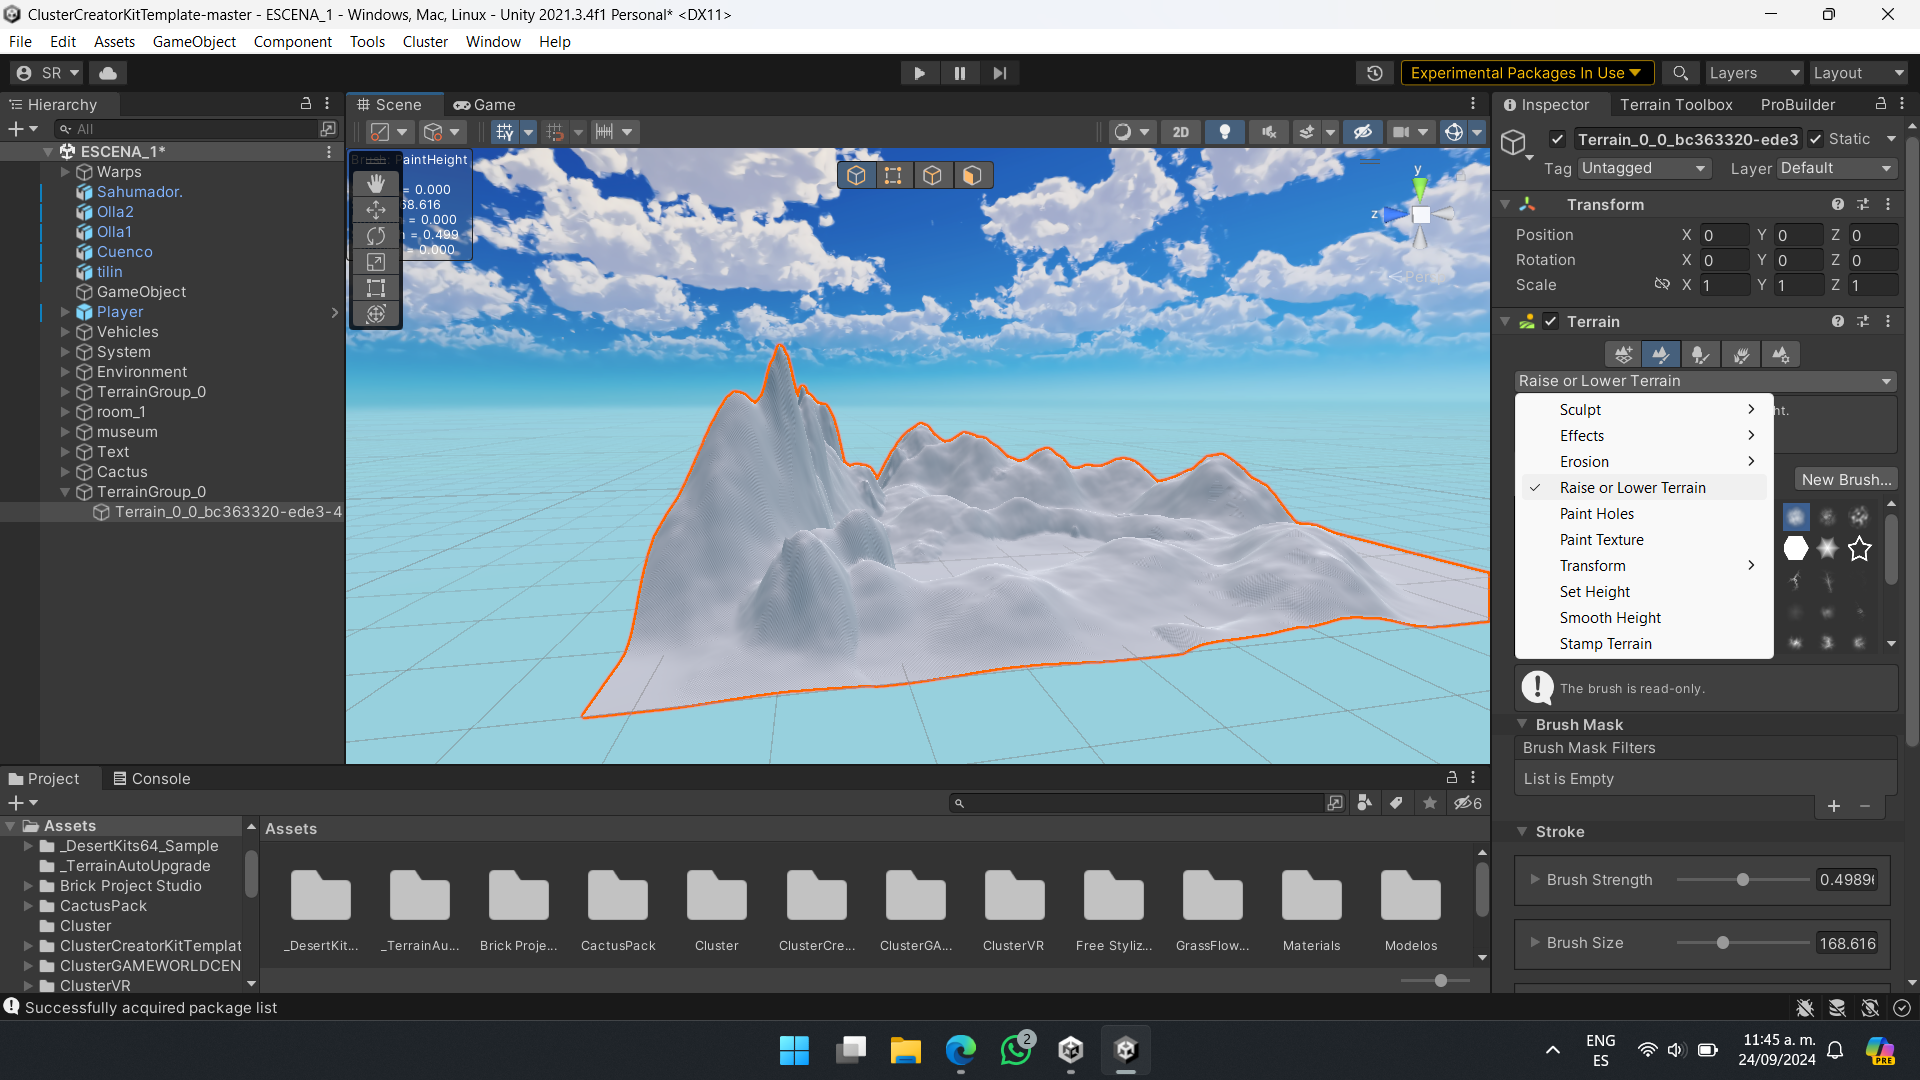 ClusterCreatorKitTemplate-master - ESCENA_1 - Windows, Mac, Linux - Unity 2021.3.4f1 Personal* <DX11>
File Edit Assets GameObject Component Tools Cluster Window Help
SR
Experimental Packages In Use
Layers
Layout
Hierarchy
All
ESCENA_1*
Warps
Sahumador.
Olla2
Olla1
Cuenco
tilin
GameObject
Player
Vehicles
System
Environment
TerrainGroup_0
room_1
museum
Text
Cactus
TerrainGroup_0
Terrain_0_0_bc363320-ede3-4
Scene
Game
2D
PaintHeight
= 0.000
68.616
= 0.000
= 0.499
= 0.000
y
z
Persp
Inspector
Terrain Toolbox
ProBuilder
Terrain_0_0_bc363320-ede3
Static
Tag Untagged
Layer Default
Transform
Position X 0 Y 0 Z 0
Rotation X 0 Y 0 Z 0
Scale X 1 Y 1 Z 1
Terrain
Raise or Lower Terrain
ht.
Sculpt
Effects
Erosion
Raise or Lower Terrain
Paint Holes
Paint Texture
Transform
Set Height
Smooth Height
Stamp Terrain
New Brush...
The brush is read-only.
Brush Mask
Brush Mask Filters
List is Empty
Stroke
Brush Strength 0.4989
Brush Size 168.616
Project
Console
6
Assets
_DesertKits64_Sample
_TerrainAutoUpgrade
Brick Project Studio
CactusPack
Cluster
ClusterCreatorKitTemplat
ClusterGAMEWORLDCEN
ClusterVR
Assets
_DesertKit...
_TerrainAu...
Brick Proje...
CactusPack
Cluster
ClusterCre...
ClusterGA...
ClusterVR
Free Styliz...
GrassFlow...
Materials
Modelos
Successfully acquired package list
2
ENG
ES
11:45 a. m.
24/09/2024
PRE